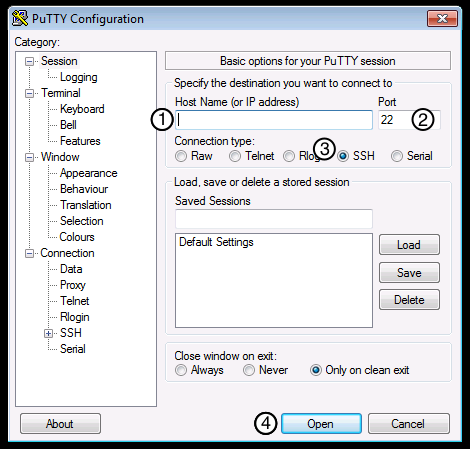 PuTTY Configuration
Category:
Session
Logging
Terminal
Keyboard
Bell
Features
Window
Appearance
Behaviour
Translation
Selection
Colours
Connection
Data
Proxy
Telnet
Rlogin
SSH
Serial
Basic options for your PuTTY session
Specify the destination you want to connect to
Host Name (or IP address) Port
1 22 2
Connection type:
3
Raw Telnet Rlog SSH Serial
Load, save or delete a stored session
Saved Sessions
Default Settings
Load
Save
Delete
Close window on exit:
Always Never Only on clean exit
About 4 Open Cancel